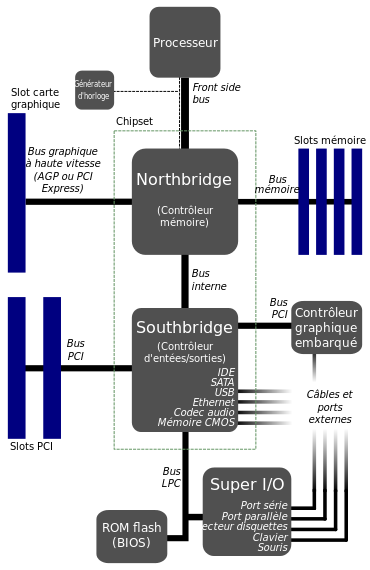 Processeur
Générateur
d'horloge
Front side
bus
Slot carte
graphique
Chipset
Bus graphique
à haute vitesse
(AGP ou PCI
Express)
Northbridge
(Contrôleur
mémoire)
Bus
mémoire
Slots mémoire
Bus
interne
Southbridge
(Contrôleur
d'entées/sorties)
IDE
SATA
USB
Ethernet
Codec audio
Mémoire CMOS
Bus
PCI
Contrôleur
graphique
embarqué
Bus
PCI
Slots PCI
Câbles et
ports
externes
Bus
LPC
Super I/O
Port série
Port parallèle
ecteur disquettes
Clavier
Souris
ROM flash
(BIOS)